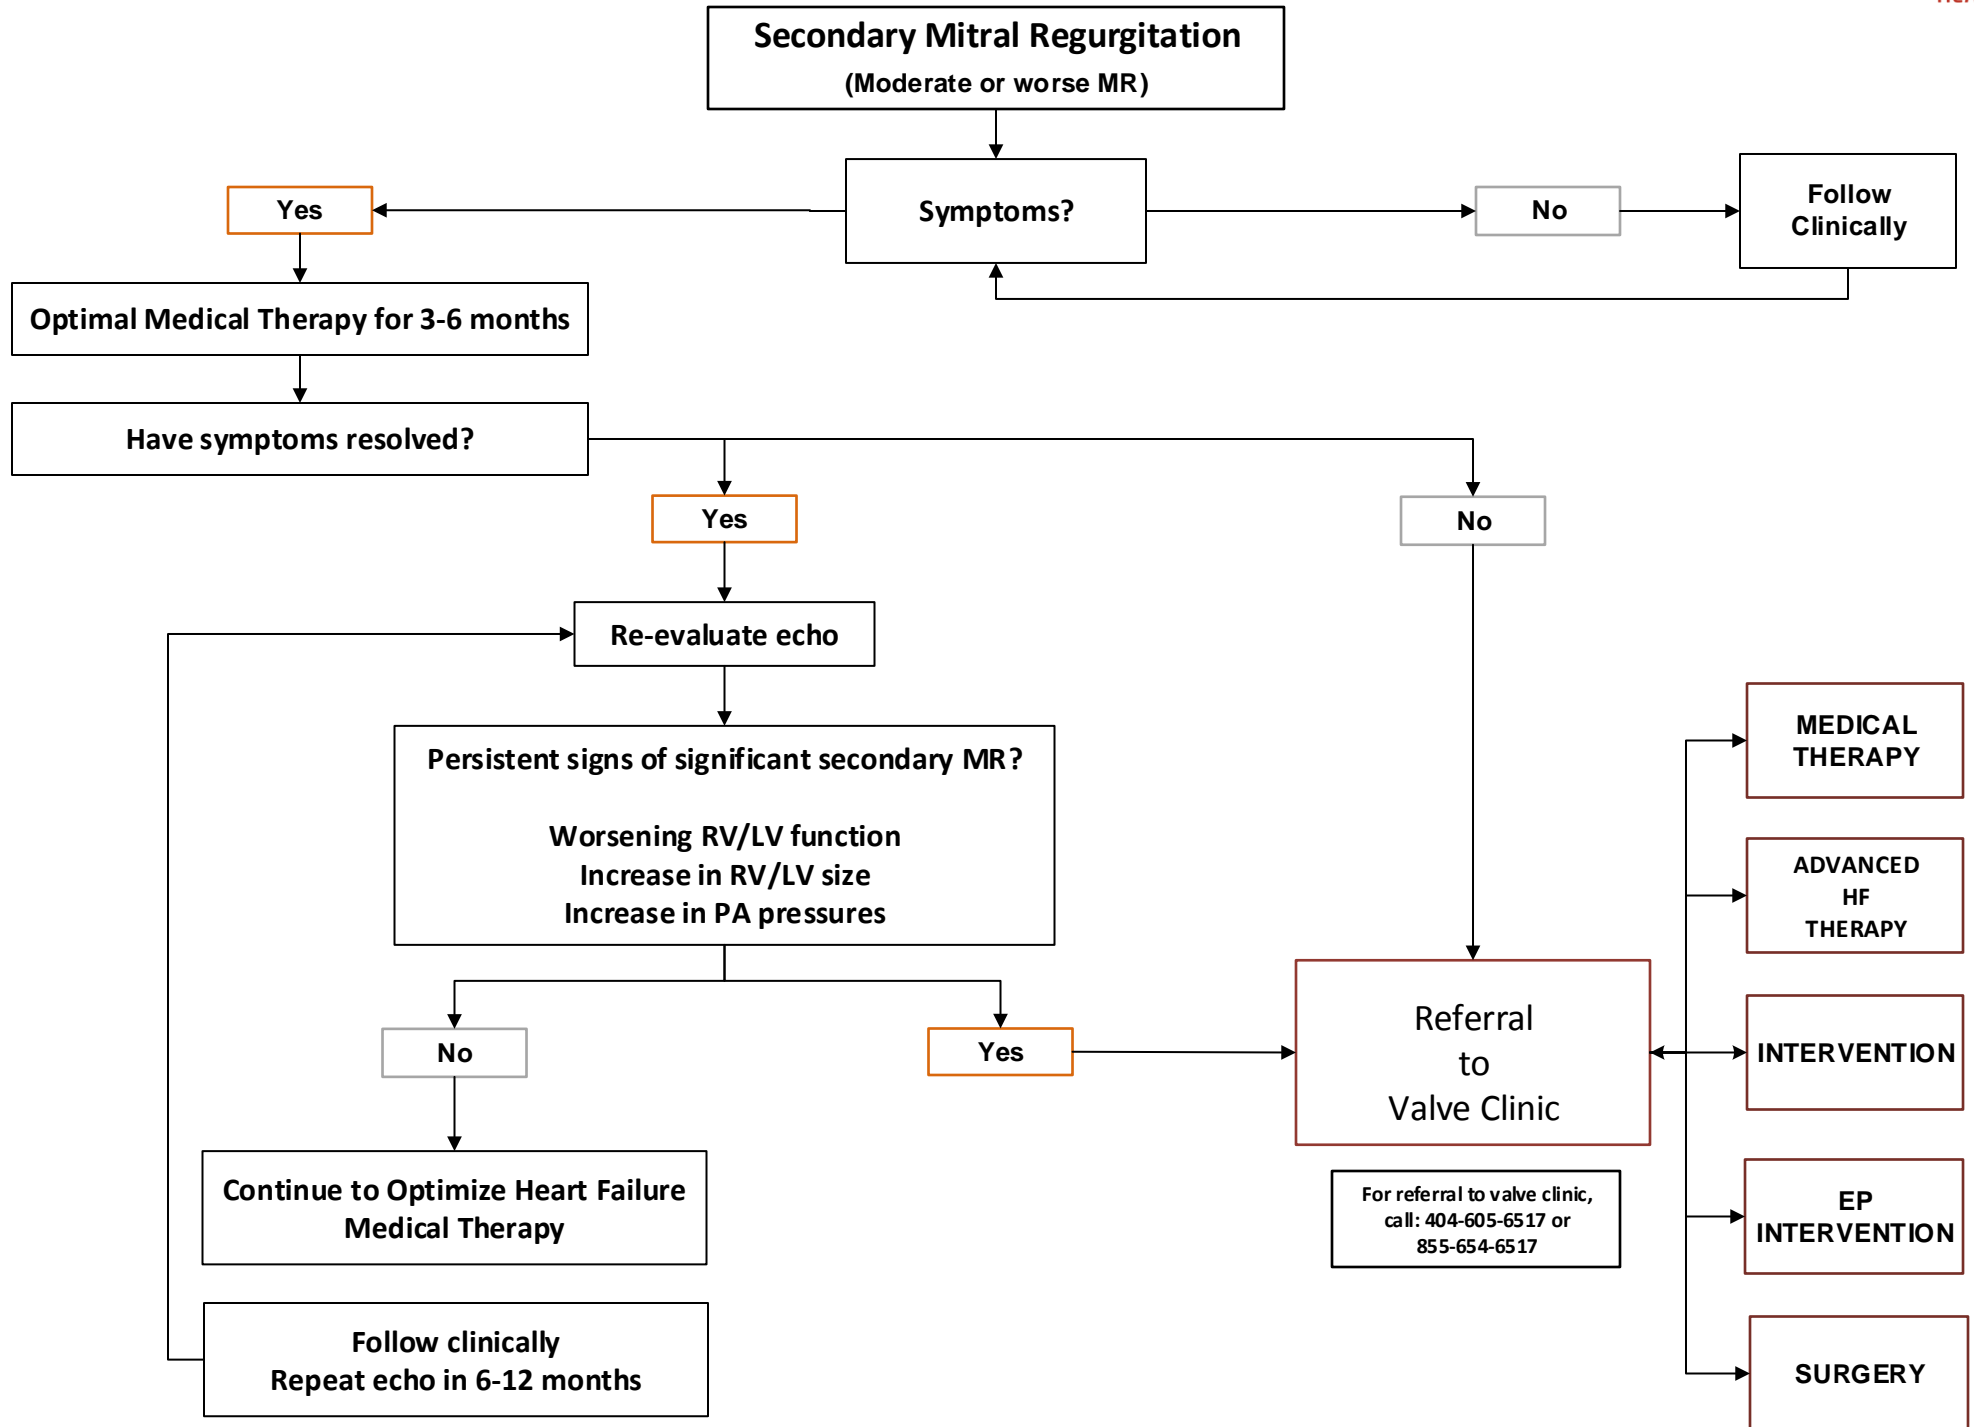 Secondary Mitral Regurgitation
(Moderate or worse MR)
Symptoms?
Yes
No
Follow
Clinically
Optimal Medical Therapy for 3-6 months
Have symptoms resolved?
Yes
No
Re-evaluate echo
Persistent signs of significant secondary MR?
Worsening RV/LV function
Increase in RV/LV size
Increase in PA pressures
No
Yes
Continue to Optimize Heart Failure
Medical Therapy
Follow clinically
Repeat echo in 6-12 months
Referral
to
Valve Clinic
For referral to valve clinic,
call: 404-605-6517 or
855-654-6517
MEDICAL
THERAPY
ADVANCED
HF
THERAPY
INTERVENTION
EP
INTERVENTION
SURGERY